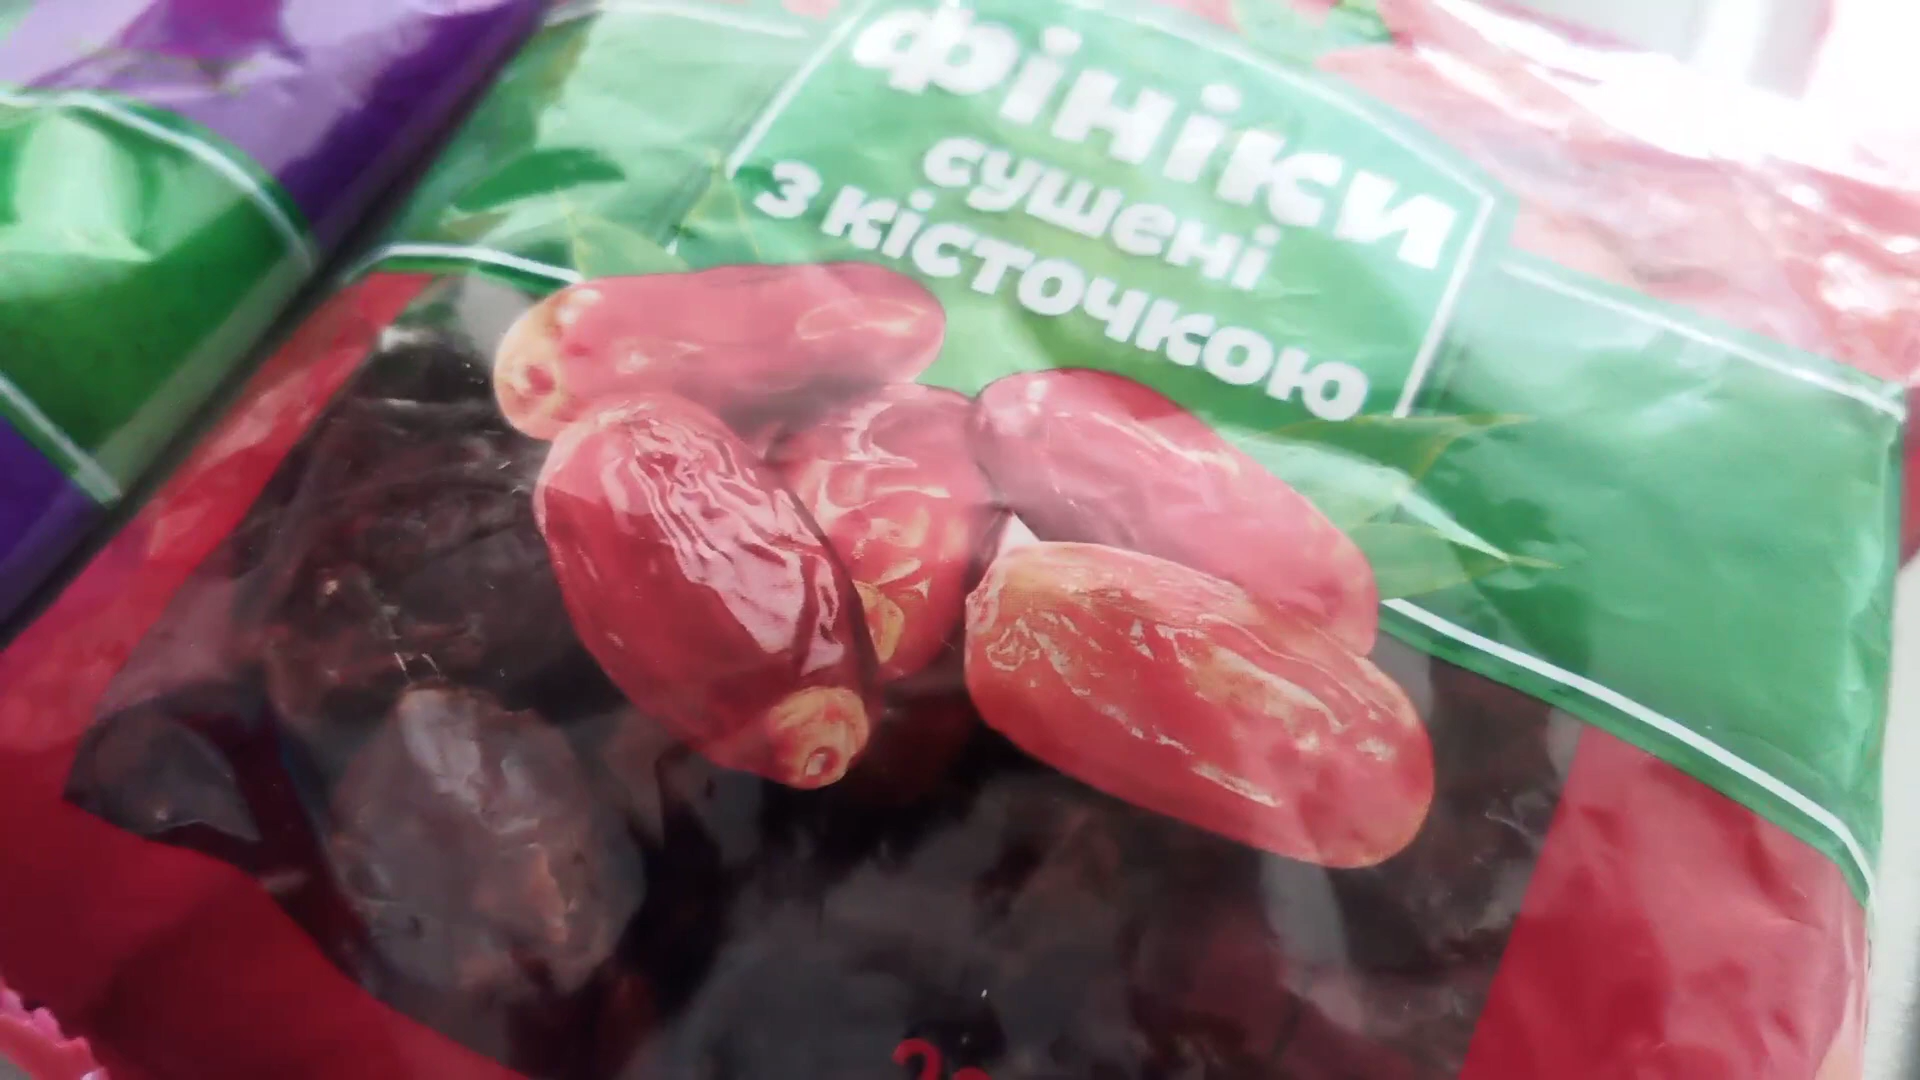 фініки
сушені
з кісточкою